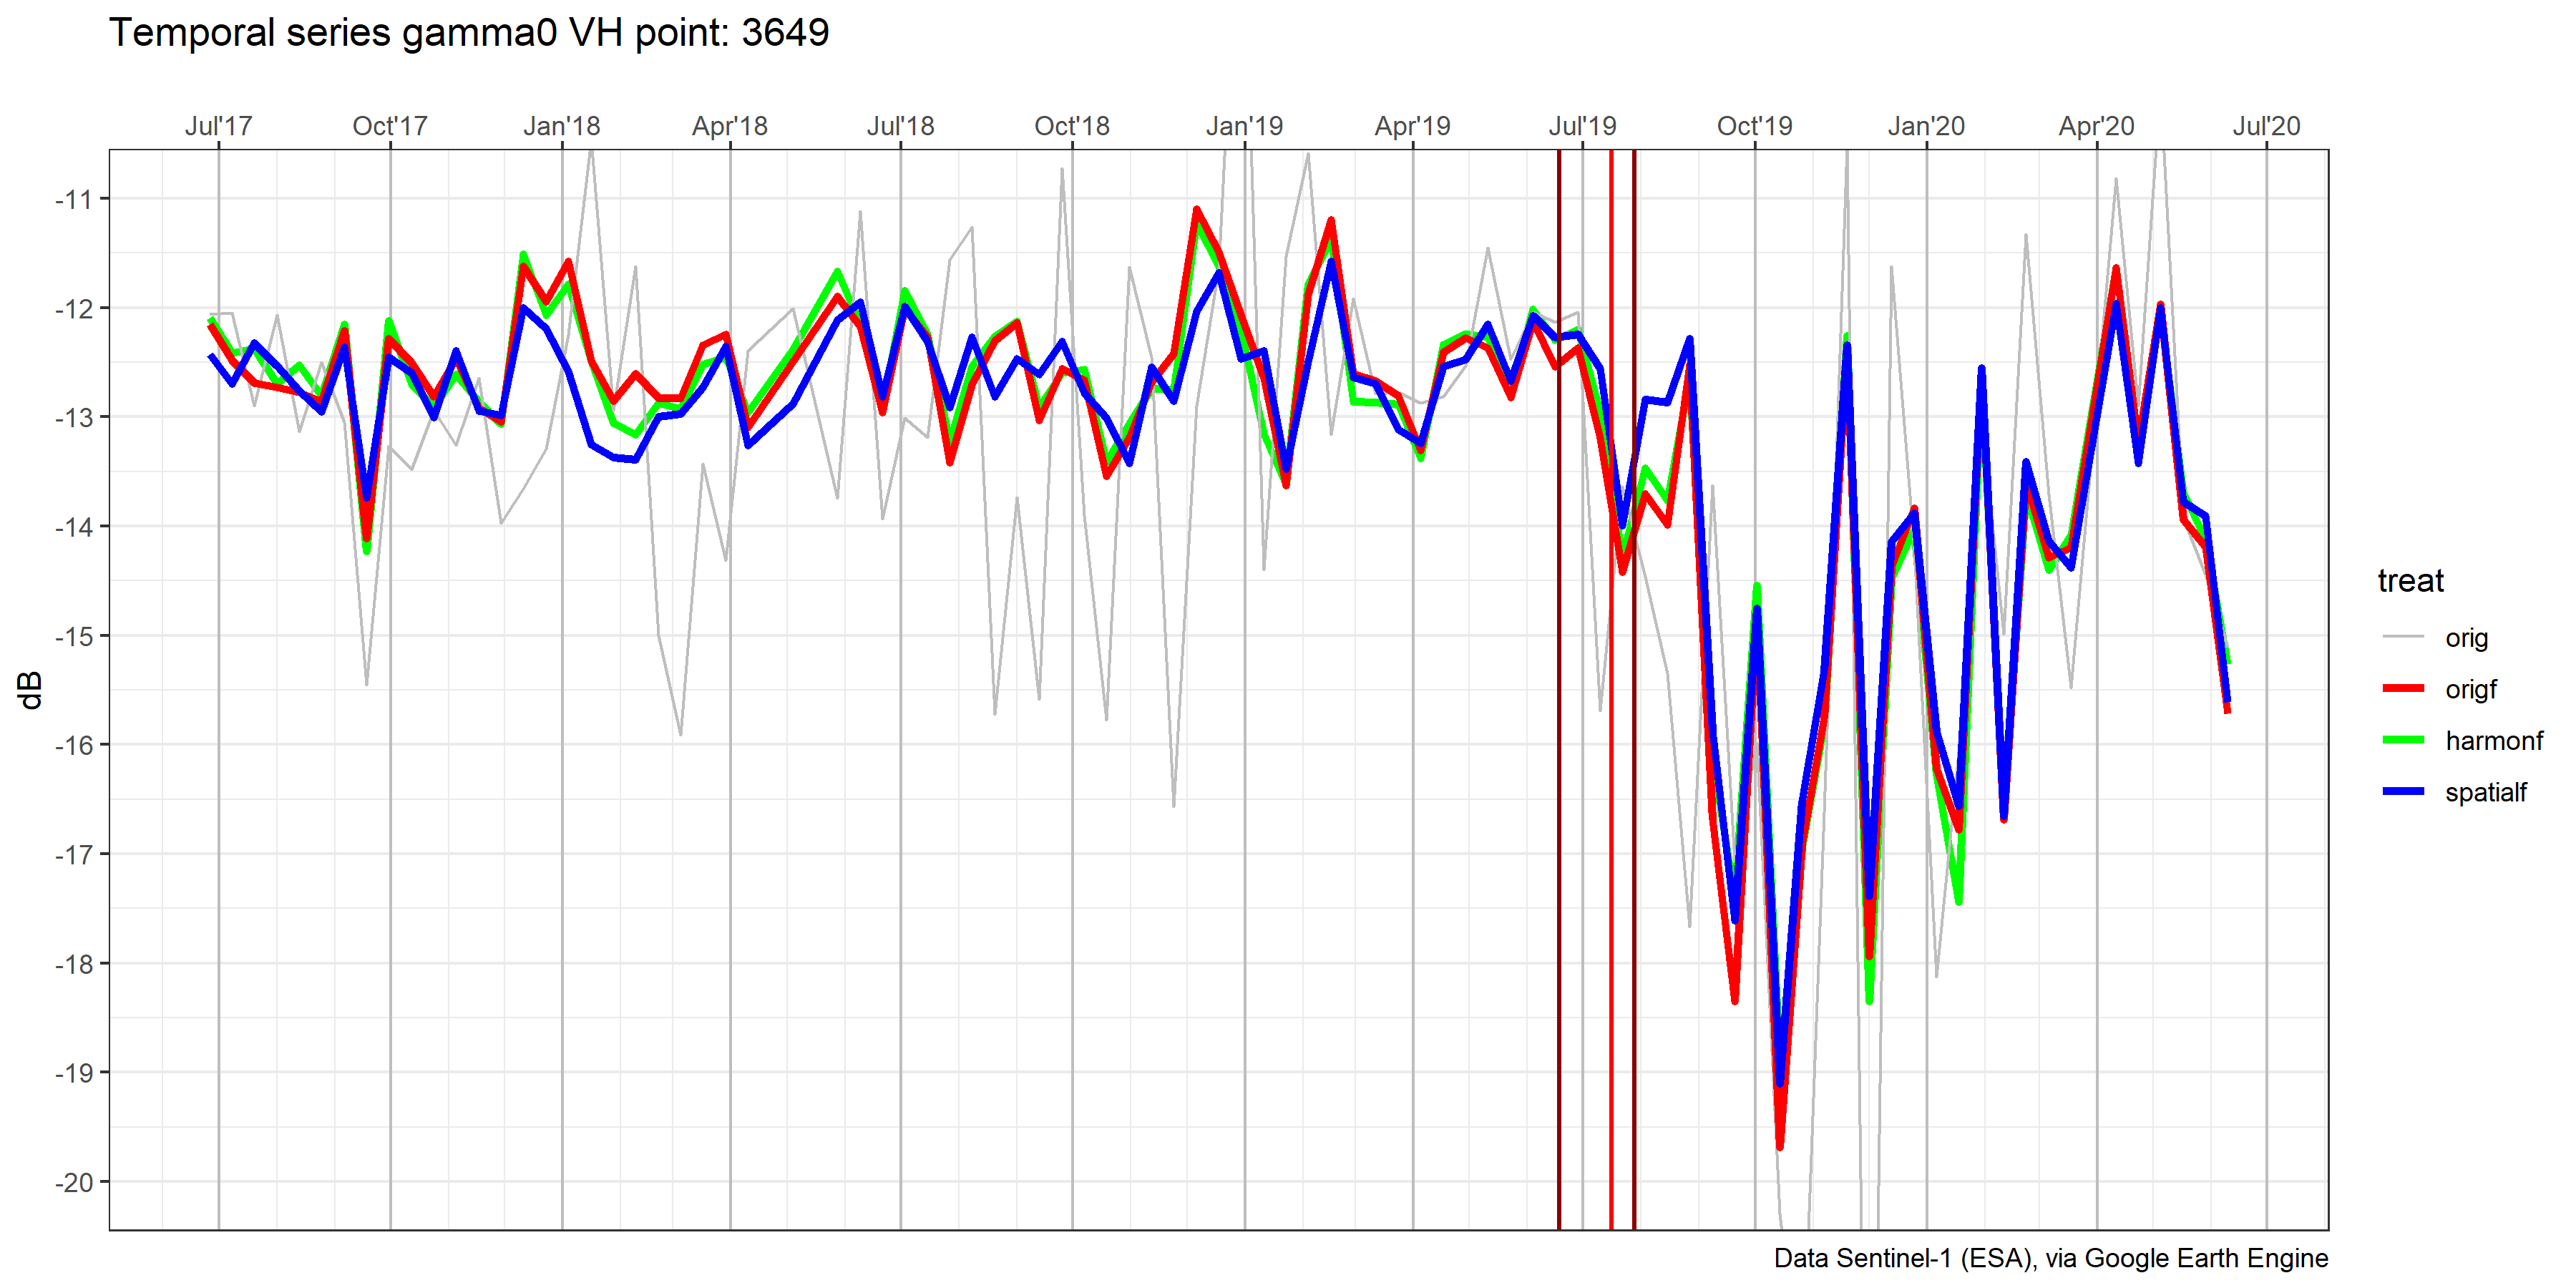 Temporal series gamma0 VH point: 3649
Jul'17 Oct'17 Jan'18 Apr'18 Jul'18 Oct'18 Jan'19 Apr'19 Jul'19 Oct'19 Jan'20 Apr'20 Jul'20
-11
-12
-13
-14
-15
-16
-17
-18
-19
-20
dB
treat
orig
origf
harmonf
spatialf
Data Sentinel-1 (ESA), via Google Earth Engine